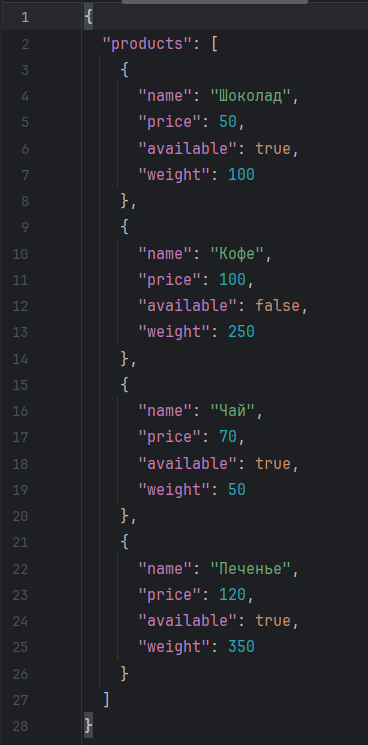 1 {
2 "products": [
3 {
4 "name": "Шоколад",
5 "price": 50,
6 "available": true,
7 "weight": 100
8 },
9 {
10 "name": "Кофе",
11 "price": 100,
12 "available": false,
13 "weight": 250
14 },
15 {
16 "name": "Чай",
17 "price": 70,
18 "available": true,
19 "weight": 50
20 },
21 {
22 "name": "Печенье",
23 "price": 120,
24 "available": true,
25 "weight": 350
26 }
27 ]
28 }